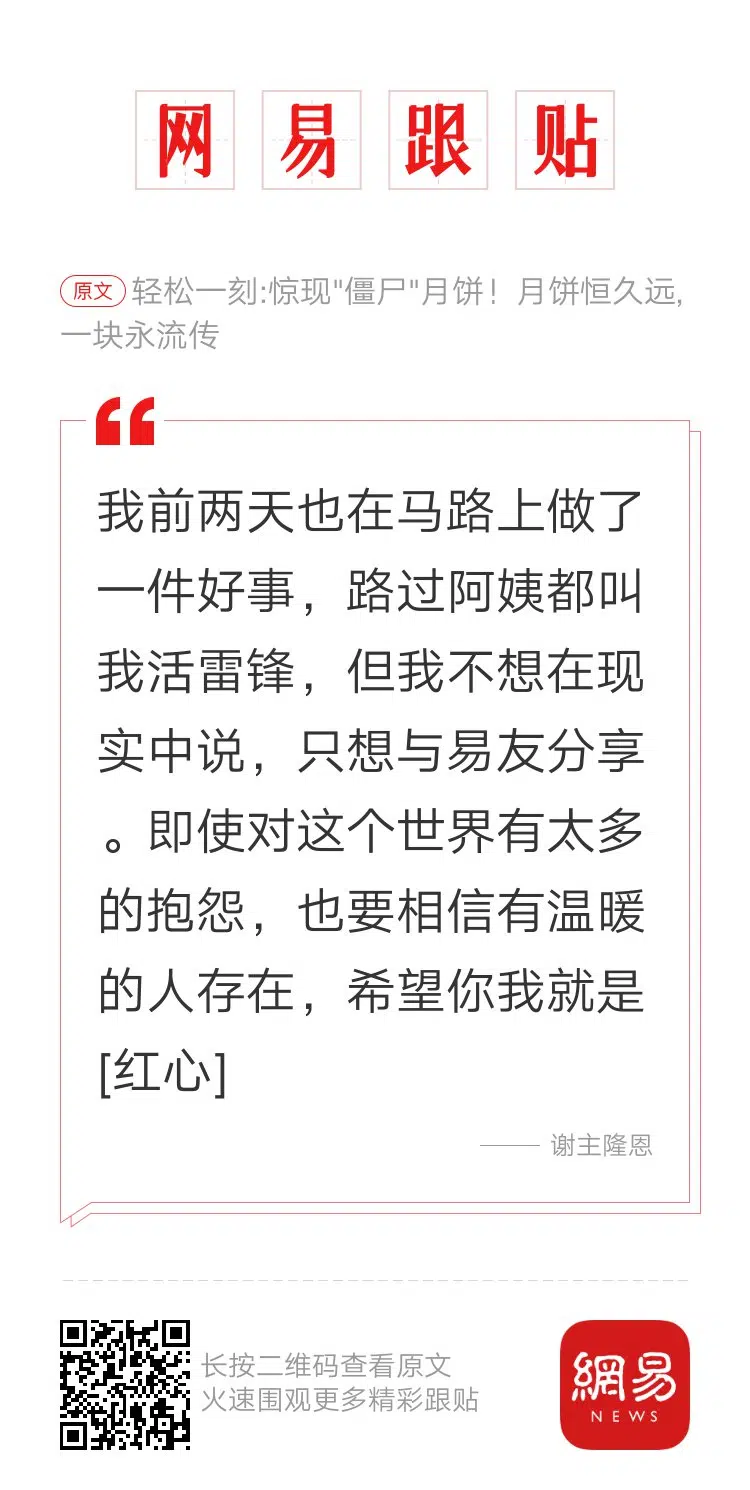 网易跟贴
原文 轻松一刻:惊现"僵尸"月饼！月饼恒久远,
一块永流传
我前两天也在马路上做了
一件好事，路过阿姨都叫
我活雷锋，但我不想在现
实中说，只想与易友分享
。即使对这个世界有太多
的抱怨，也要相信有温暖
的人存在，希望你我就是
[红心]
—— 谢主隆恩
长按二维码查看原文
火速围观更多精彩跟贴
網易
NEWS